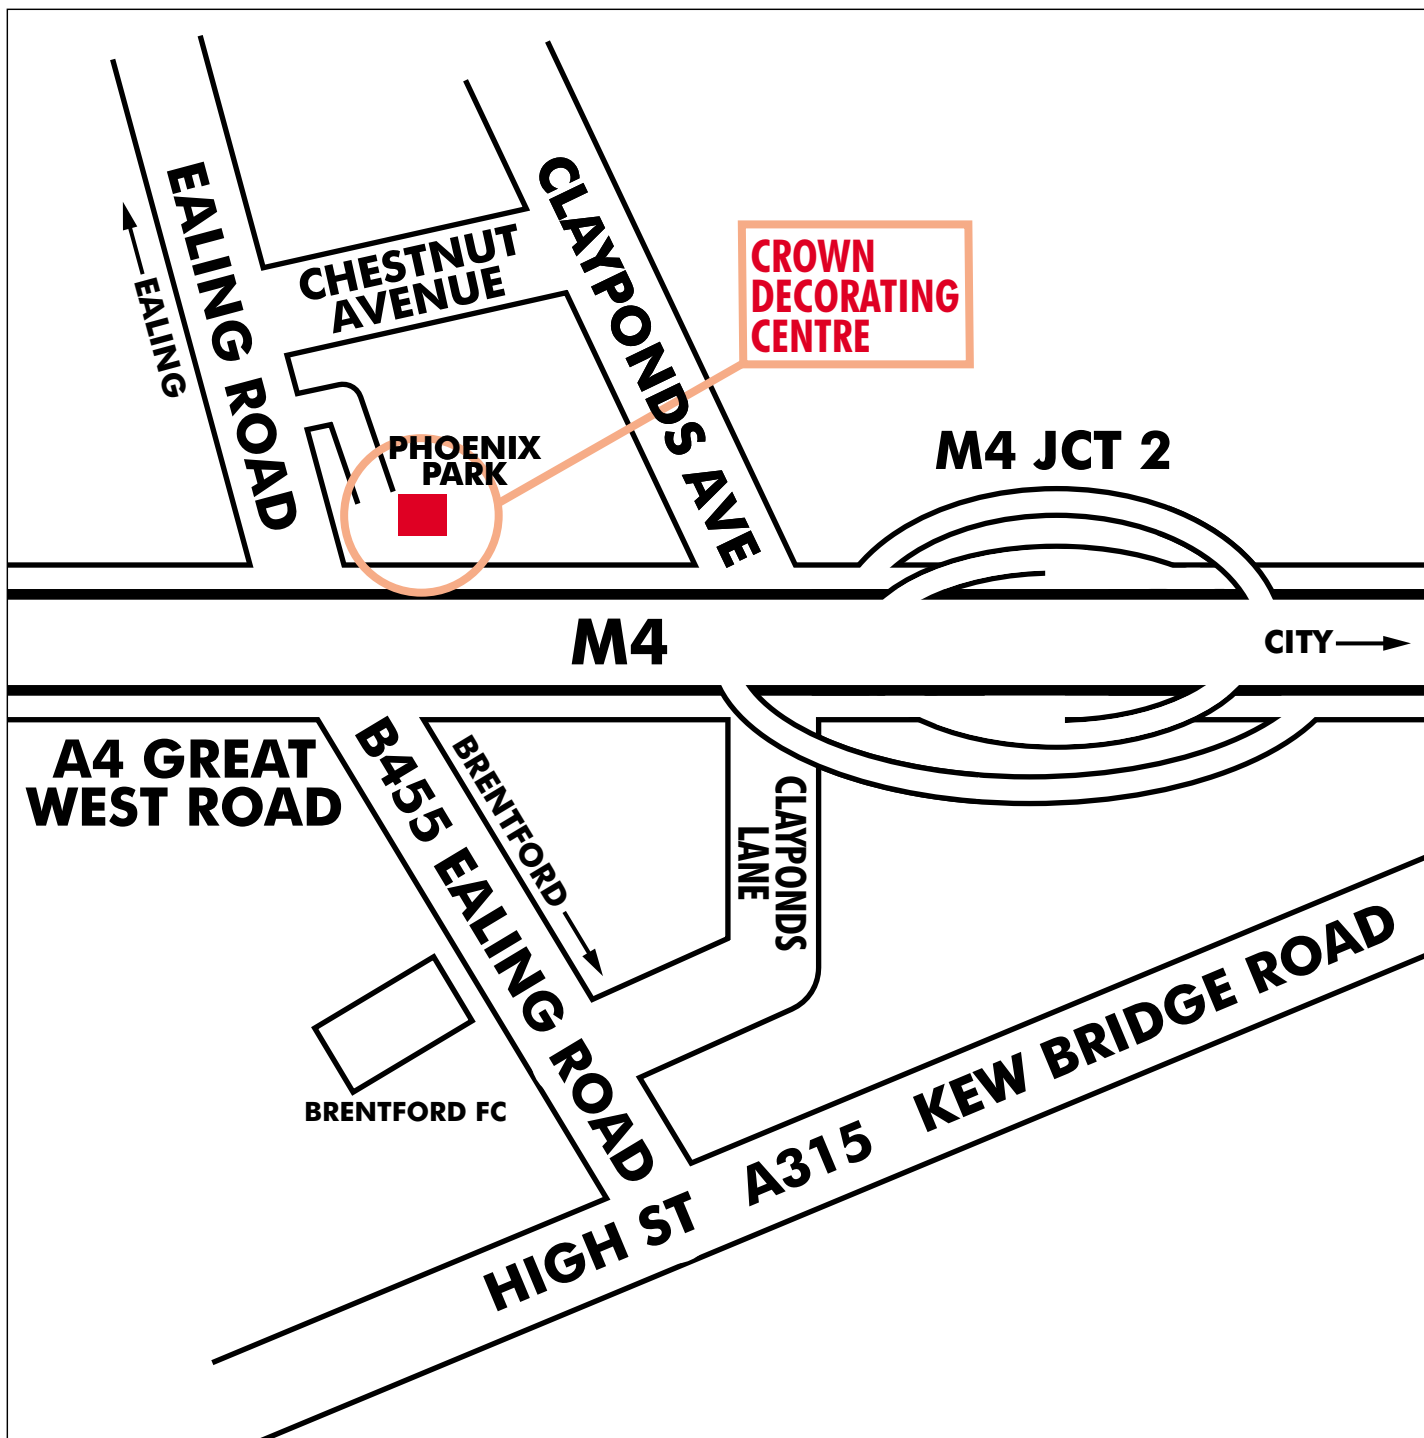 EALING ROAD
EALING
CHESTNUT
AVENUE
CLAYPONDS AVE
CROWN
DECORATING
CENTRE
PHOENIX
PARK
M4 JCT 2
M4
CITY
A4 GREAT
WEST ROAD
B455 EALING ROAD
BRENTFORD
CLAYPONDS
LANE
BRENTFORD FC
HIGH ST A315 KEW BRIDGE ROAD